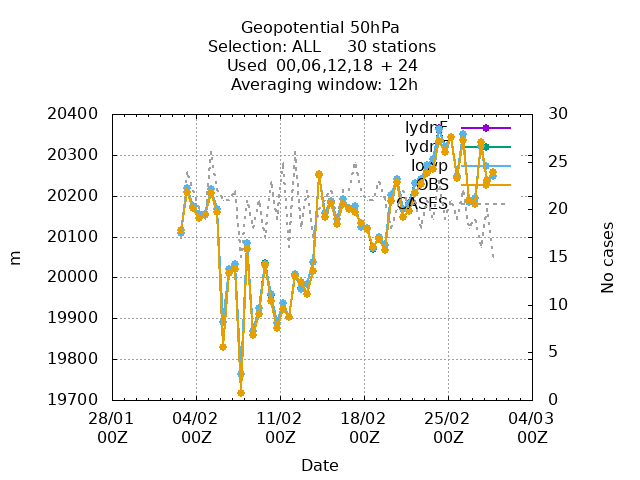 Geopotential 50hPa
Selection: ALL 30 stations
Used 00,06,12,18 + 24
Averaging window: 12h
20400
20300
20200
20100
20000
19900
19800
19700
m
30
25
20
15
10
5
0
No cases
OBS
CASES
28/01 00Z
04/02 00Z
11/02 00Z
18/02 00Z
25/02 00Z
04/03 00Z
Date